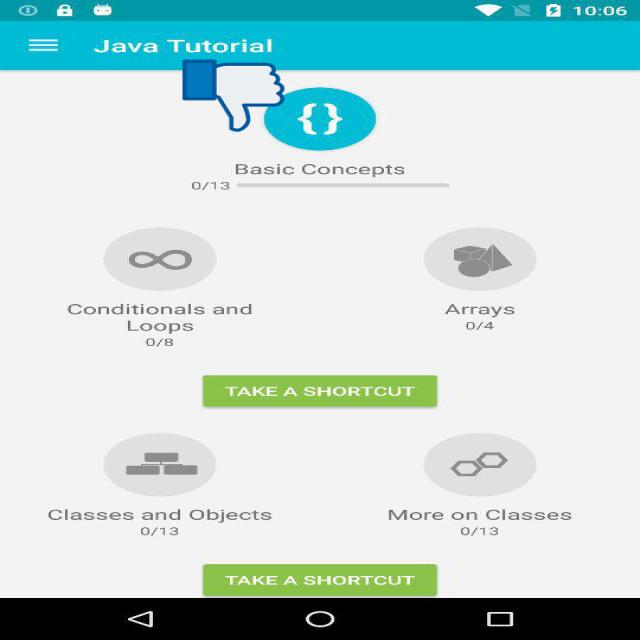 10:06
Java Tutorial
{}
Basic Concepts
0/13
Conditionals and
Loops
0/8
Arrays
0/4
TAKE A SHORTCUT
Classes and Objects
0/13
More on Classes
0/13
TAKE A SHORTCUT